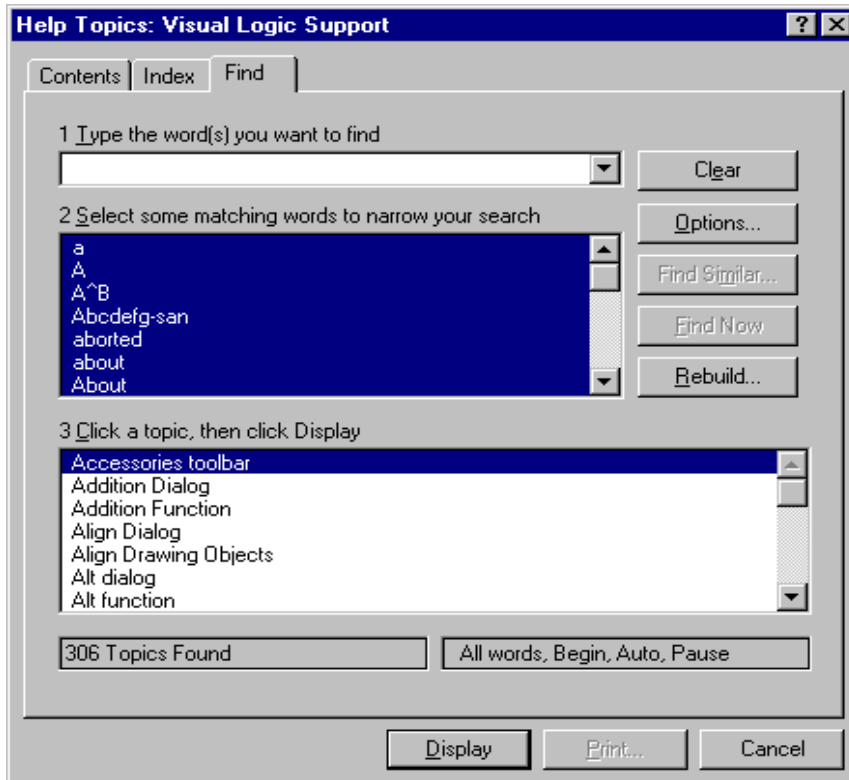 Help Topics: Visual Logic Support
Contents Index Find
1 Type the word(s) you want to find
Clear
2 Select some matching words to narrow your search
Options...
a
A
A^B
Abcdefg-san
aborted
about
About
Find Similar...
Find Now
Rebuild...
3 Click a topic, then click Display
Accessories toolbar
Addition Dialog
Addition Function
Align Dialog
Align Drawing Objects
Alt dialog
Alt function
306 Topics Found All words, Begin, Auto, Pause
Display Print... Cancel